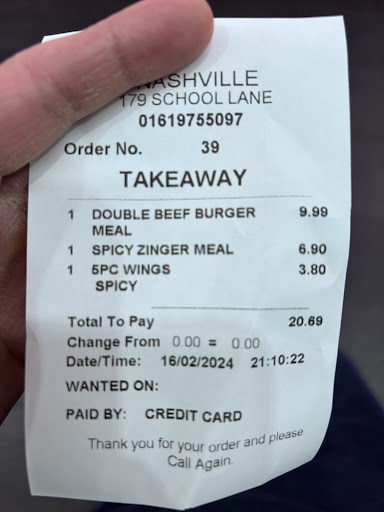 NASHVILLE
179 SCHOOL LANE
01619755097
Order No. 39
TAKEAWAY
1 DOUBLE BEEF BURGER MEAL 9.99
1 SPICY ZINGER MEAL 6.90
1 5PC WINGS 3.80
SPICY
Total To Pay 20.69
Change From 0.00 = 0.00
Date/Time: 16/02/2024 21:10:22
WANTED ON:
PAID BY: CREDIT CARD
Thank you for your order and please
Call Again.